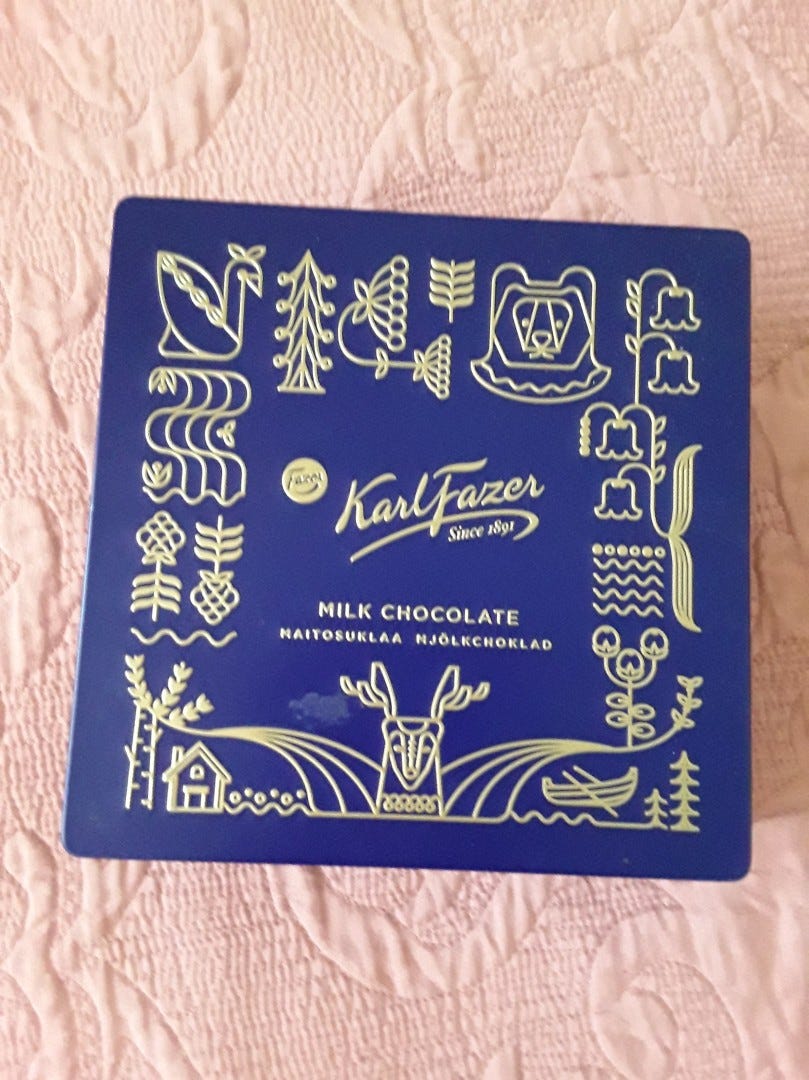 Fazer
Karl Fazer
Since 1891
MILK CHOCOLATE
MAITOSUKLAA MJÖLKCHOKLAD